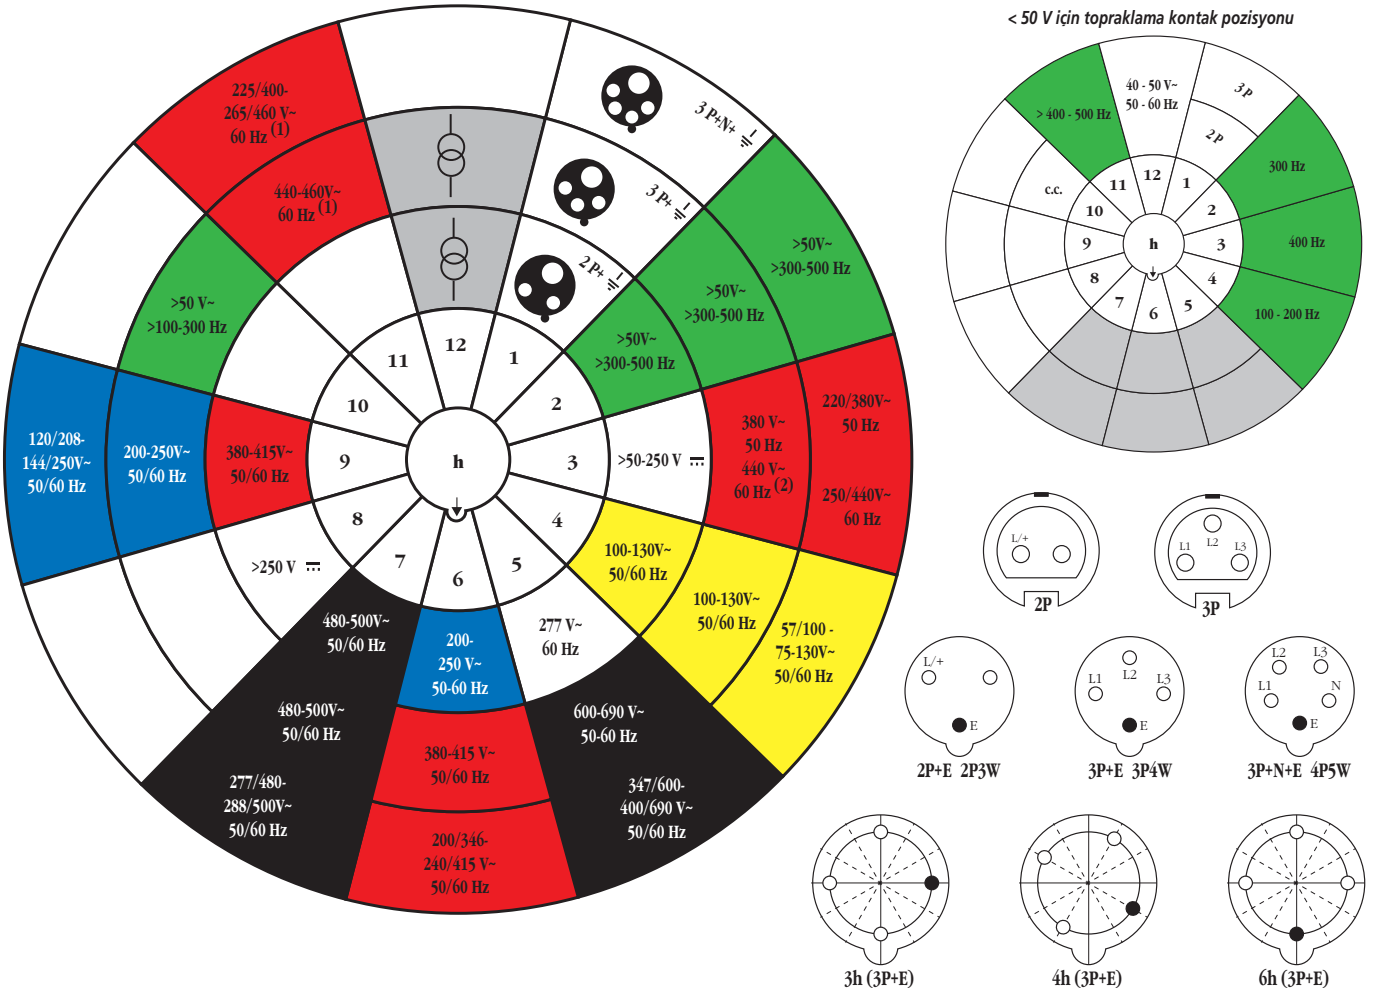 < 50 V için topraklama kontak pozisyonu
225/400-
265/460 V~
60 Hz (1)
440-460V~
60 Hz (1)
3 P+N+
3 P+
2 P+
>50V~
>300-500 Hz
>50V~
>300-500 Hz
>50V~
>300-500 Hz
>50 V~
>100-300 Hz
220/380V~
50 Hz
250/440V~
60 Hz
380 V~
50 Hz
440 V~
60 Hz (2)
>50-250 V
120/208-
144/250V~
50/60 Hz
200-250V~
50/60 Hz
380-415V~
50/60 Hz
100-130V~
50/60 Hz
100-130V~
50/60 Hz
57/100 -
75-130V~
50/60 Hz
>250 V
480-500V~
50/60 Hz
480-500V~
50/60 Hz
277/480-
288/500V~
50/60 Hz
200-
250 V~
50-60 Hz
380-415 V~
50/60 Hz
200/346-
240/415 V~
50/60 Hz
277 V~
60 Hz
600-690 V~
50-60 Hz
347/600-
400/690 V~
50/60 Hz
12
1
2
3
4
5
6
7
8
9
10
11
h
40 - 50 V~
50 - 60 Hz
3P
2P
> 400 - 500 Hz
300 Hz
400 Hz
100 - 200 Hz
c.c.
12
1
2
3
4
5
6
7
8
9
10
11
h
L/+
2P
L1
L2
L3
3P
L/+
E
2P+E 2P3W
L1
L2
L3
E
3P+E 3P4W
L2
L3
L1
N
E
3P+N+E 4P5W
3h (3P+E)
4h (3P+E)
6h (3P+E)